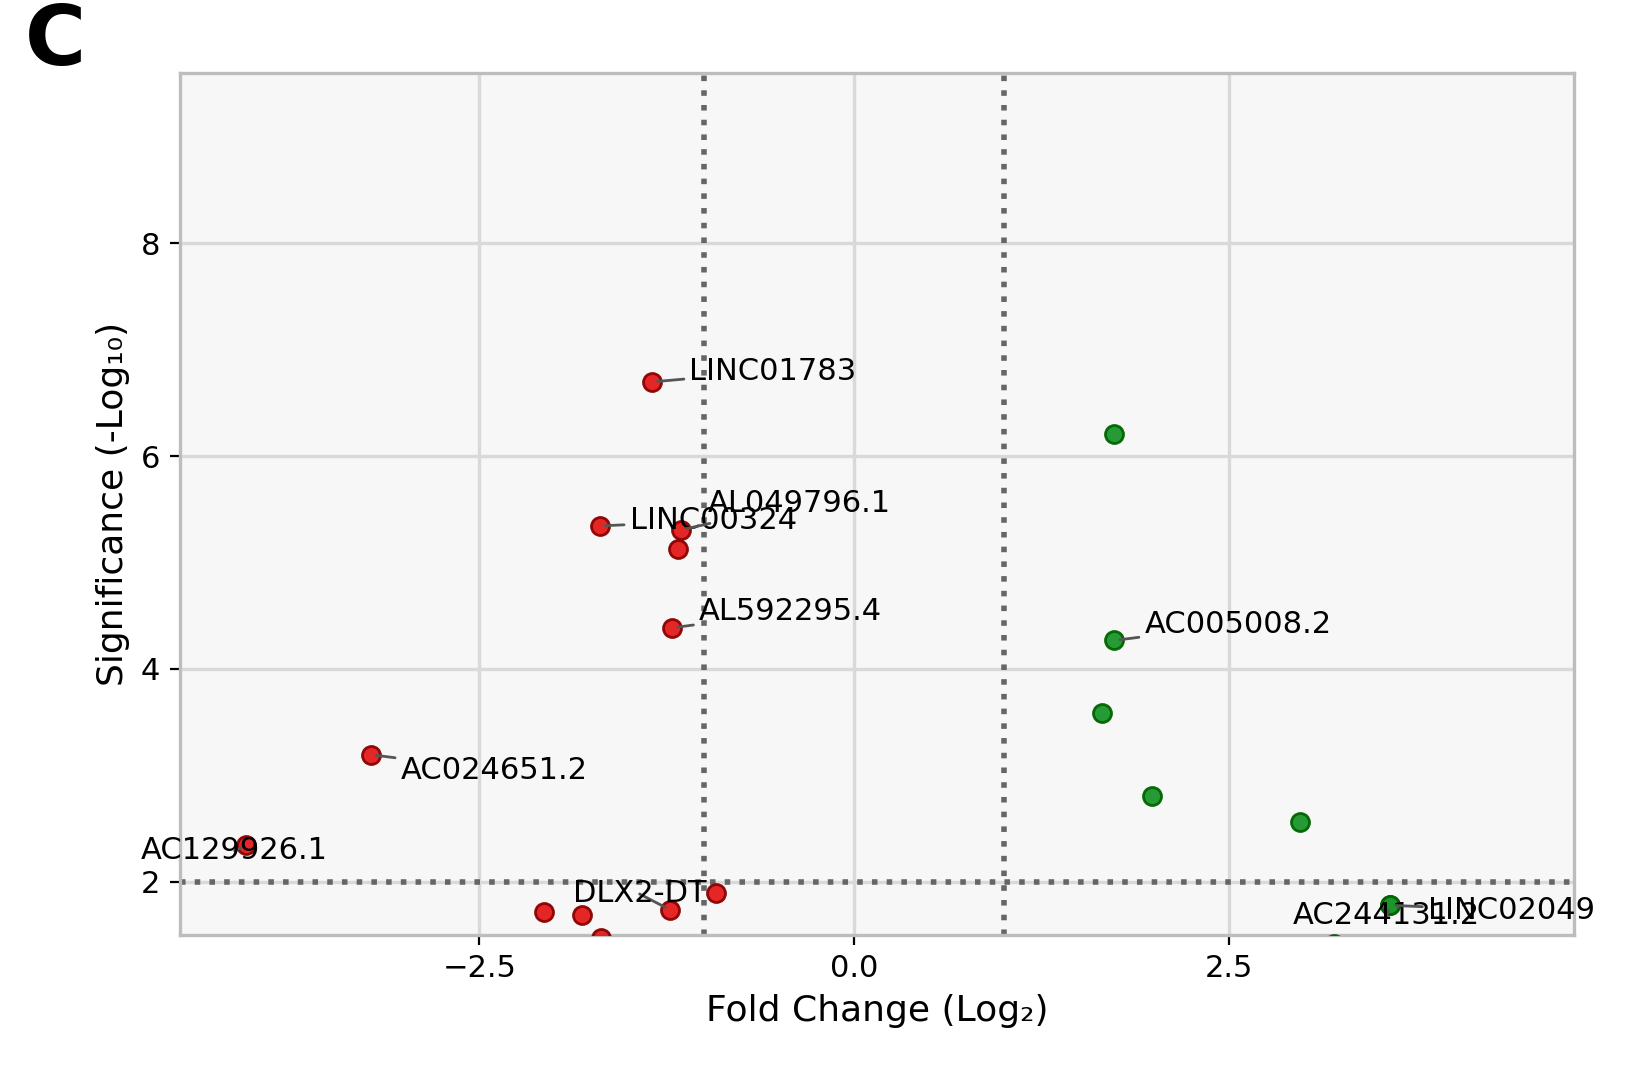 C
8
LINC01783
6
AL049796.1
LINC00324
AL592295.4
AC005008.2
4
AC024651.2
AC129926.1
2
DLX2-DT
LINC02049
AC244131.2
−2.5
0.0
2.5
Fold Change (Log₂)
Significance (-Log₁₀)